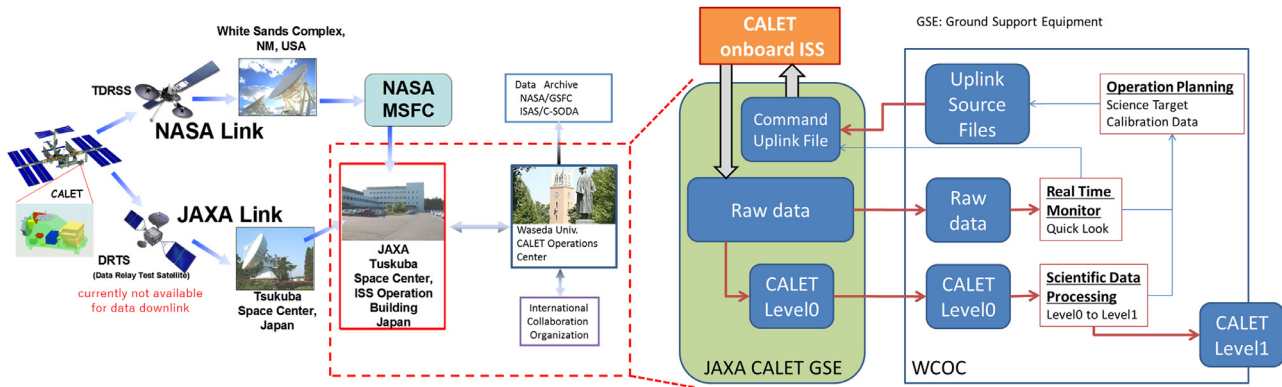 White Sands Complex,
NM, USA
TDRSS
NASA Link
NASA
MSFC
CALET
JAXA Link
DRTS
(Data Relay Test Satellite)
currently not available
for data downlink
Tsukuba
Space Center,
Japan
JAXA
Tuskuba
Space Center,
ISS Operation
Building
Japan
Data Archive
NASA/GSFC
ISAS/C-SODA
Waseda Univ.
CALET Operations
Center
International
Collaboration
Organization
CALET
onboard ISS
GSE: Ground Support Equipment
Command
Uplink File
Uplink
Source
Files
Operation Planning
Science Target
Calibration Data
Raw data
Raw
data
Real Time
Monitor
Quick Look
CALET
Level0
CALET
Level0
Scientific Data
Processing
Level0 to Level1
CALET
Level1
JAXA CALET GSE
WCOC